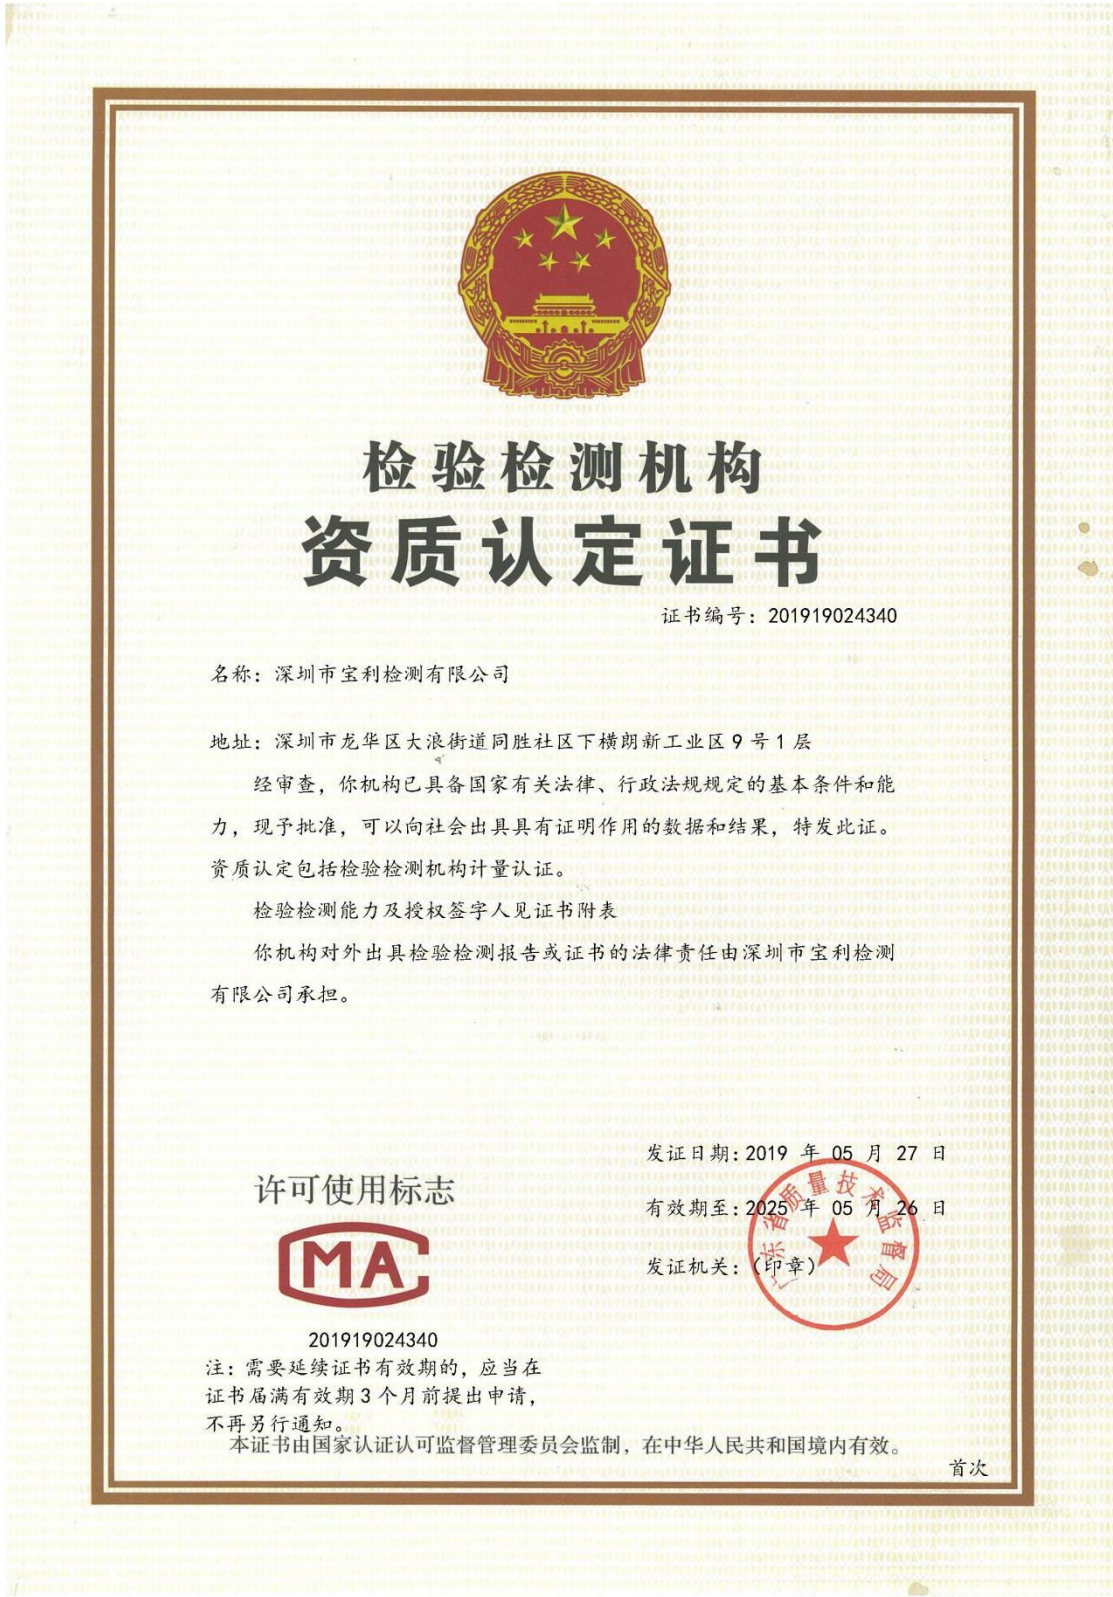 检验检测机构
资质认定证书
证书编号：201919024340
名称：深圳市宝利检测有限公司
地址：深圳市龙华区大浪街道同胜社区下横朗新工业区9号1层
经审查，你机构已具备国家有关法律、行政法规规定的基本条件和能
力，现予批准，可以向社会出具具有证明作用的数据和结果，特发此证。
资质认定包括检验检测机构计量认证。
检验检测能力及授权签字人见证书附表
你机构对外出具检验检测报告或证书的法律责任由深圳市宝利检测
有限公司承担。
发证日期：2019 年 05 月 27 日
有效期至：2025 年 05 月 26 日
发证机关：（印章）
广东省质量技术监督局
许可使用标志
MA
201919024340
注：需要延续证书有效期的，应当在
证书届满有效期3个月前提出申请，
不再另行通知。
本证书由国家认证认可监督管理委员会监制，在中华人民共和国境内有效。
首次